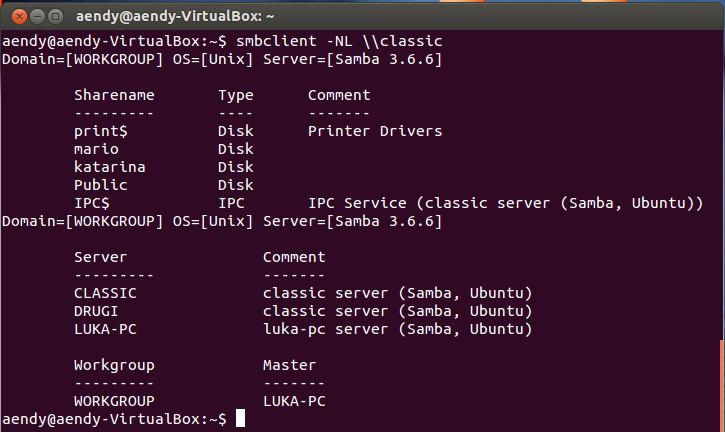 aendy@aendy-VirtualBox: ~
aendy@aendy-VirtualBox:~$ smbclient -NL \\classic
Domain=[WORKGROUP] OS=[Unix] Server=[Samba 3.6.6]
Sharename Type Comment
--------- ---- -------
print$ Disk Printer Drivers
mario Disk
katarina Disk
Public Disk
IPC$ IPC IPC Service (classic server (Samba, Ubuntu))
Domain=[WORKGROUP] OS=[Unix] Server=[Samba 3.6.6]
Server Comment
--------- -------
CLASSIC classic server (Samba, Ubuntu)
DRUGI classic server (Samba, Ubuntu)
LUKA-PC luka-pc server (Samba, Ubuntu)
Workgroup Master
--------- -------
WORKGROUP LUKA-PC
aendy@aendy-VirtualBox:~$